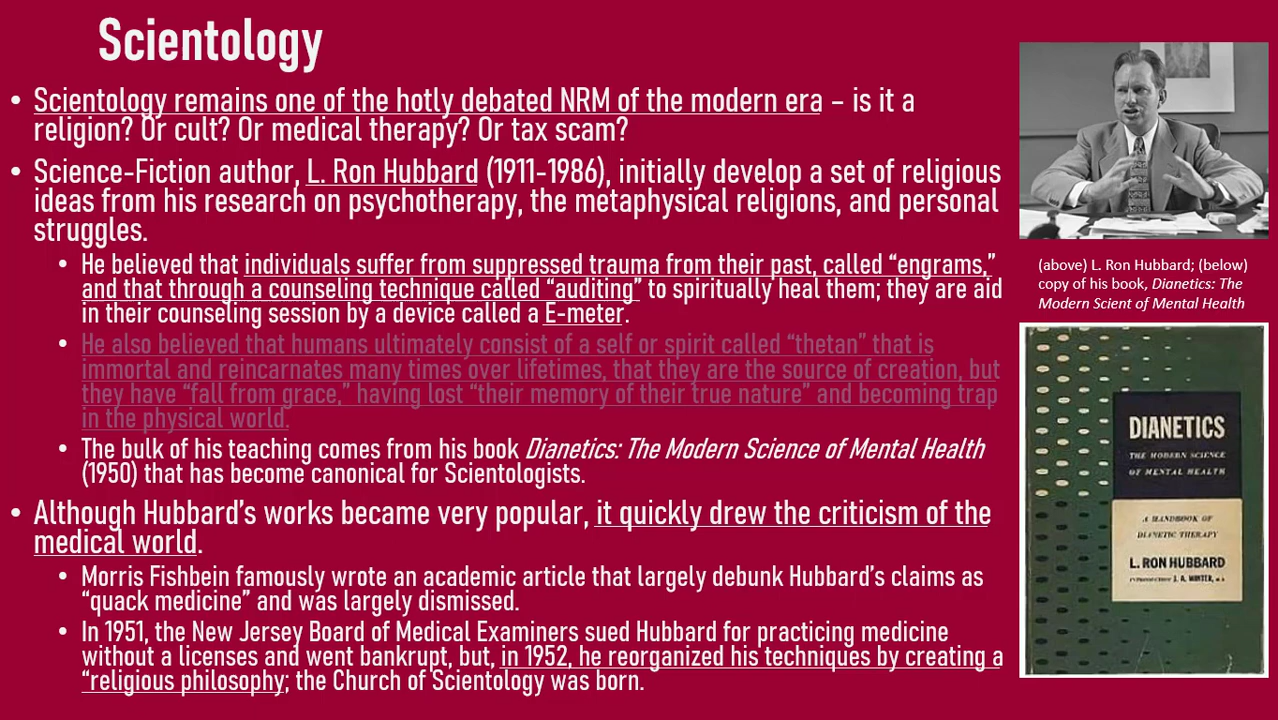 Scientology
• Scientology remains one of the hotly debated NRM of the modern era – is it a
religion? Or cult? Or medical therapy? Or tax scam?
• Science-Fiction author, L. Ron Hubbard (1911-1986), initially develop a set of religious
ideas from his research on psychotherapy, the metaphysical religions, and personal
struggles.
• He believed that individuals suffer from suppressed trauma from their past, called “engrams,”
and that through a counseling technique called “auditing” to spiritually heal them; they are aid
in their counseling session by a device called a E-meter.
• He also believed that humans ultimately consist of a self or spirit called “thetan” that is
immortal and reincarnates many times over lifetimes, that they are the source of creation, but
they have “fall from grace,” having lost “their memory of their true nature” and becoming trap
in the physical world.
• The bulk of his teaching comes from his book Dianetics: The Modern Science of Mental Health
(1950) that has become canonical for Scientologists.
• Although Hubbard’s works became very popular, it quickly drew the criticism of the
medical world.
• Morris Fishbein famously wrote an academic article that largely debunk Hubbard’s claims as
“quack medicine” and was largely dismissed.
• In 1951, the New Jersey Board of Medical Examiners sued Hubbard for practicing medicine
without a licenses and went bankrupt, but, in 1952, he reorganized his techniques by creating a
“religious philosophy; the Church of Scientology was born.
(above) L. Ron Hubbard; (below)
copy of his book, Dianetics: The
Modern Scient of Mental Health
DIANETICS
THE MODERN SCIENCE
OF MENTAL HEALTH
A HANDBOOK OF
DIANETIC THERAPY
L. RON HUBBARD
INTRODUCTION J. A. WINTER, M.D.